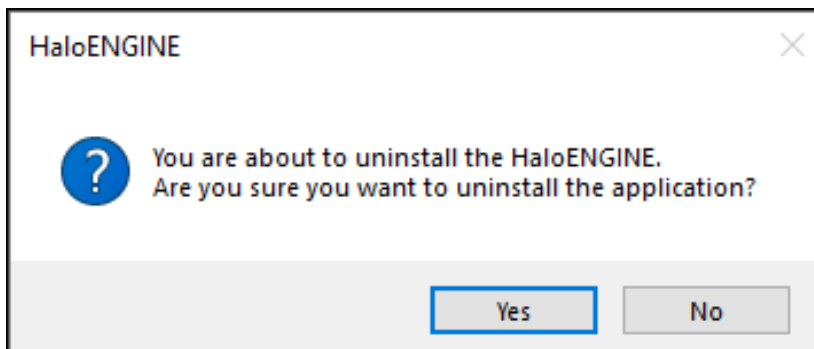 HaloENGINE
?
You are about to uninstall the HaloENGINE.
Are you sure you want to uninstall the application?
Yes
No